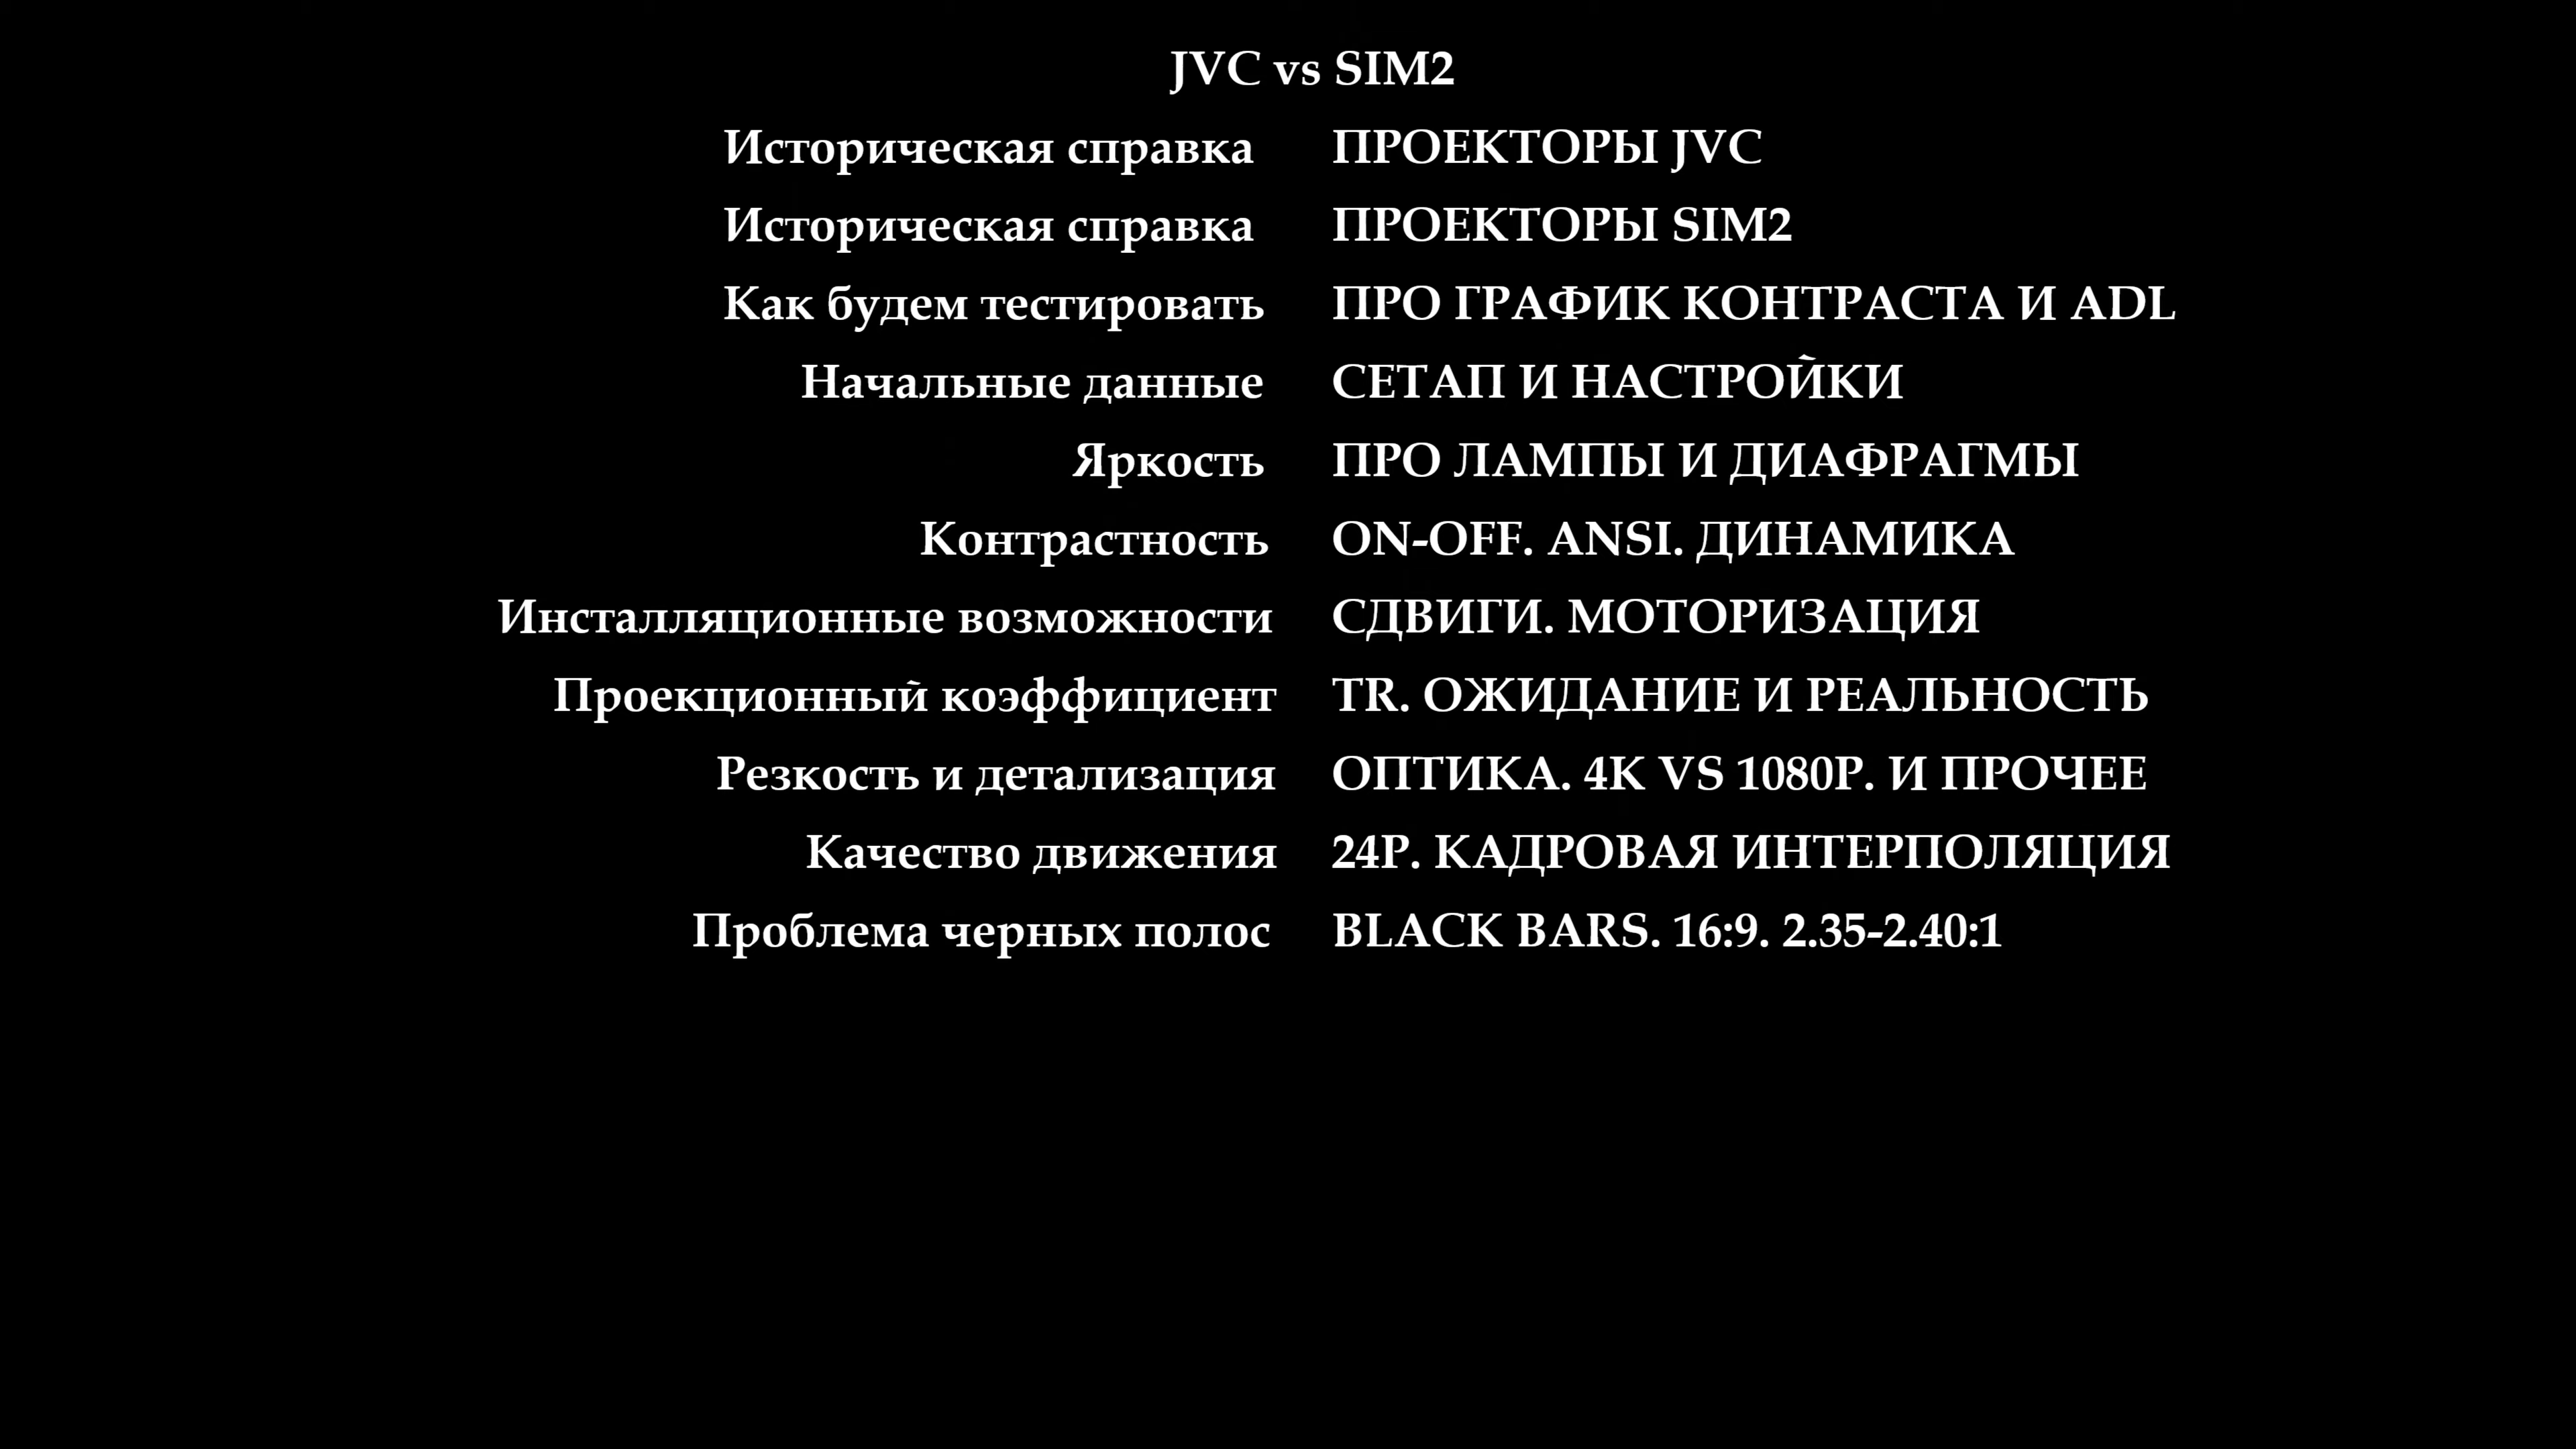 JVC vs SIM2
Историческая справка ПРОЕКТОРЫ JVC
Историческая справка ПРОЕКТОРЫ SIM2
Как будем тестировать ПРО ГРАФИК КОНТРАСТА И ADL
Начальные данные СЕТАП И НАСТРОЙКИ
Яркость ПРО ЛАМПЫ И ДИАФРАГМЫ
Контрастность ON-OFF. ANSI. ДИНАМИКА
Инсталляционные возможности СДВИГИ. МОТОРИЗАЦИЯ
Проекционный коэффициент TR. ОЖИДАНИЕ И РЕАЛЬНОСТЬ
Резкость и детализация ОПТИКА. 4K VS 1080P. И ПРОЧЕЕ
Качество движения 24P. КАДРОВАЯ ИНТЕРПОЛЯЦИЯ
Проблема черных полос BLACK BARS. 16:9. 2.35-2.40:1